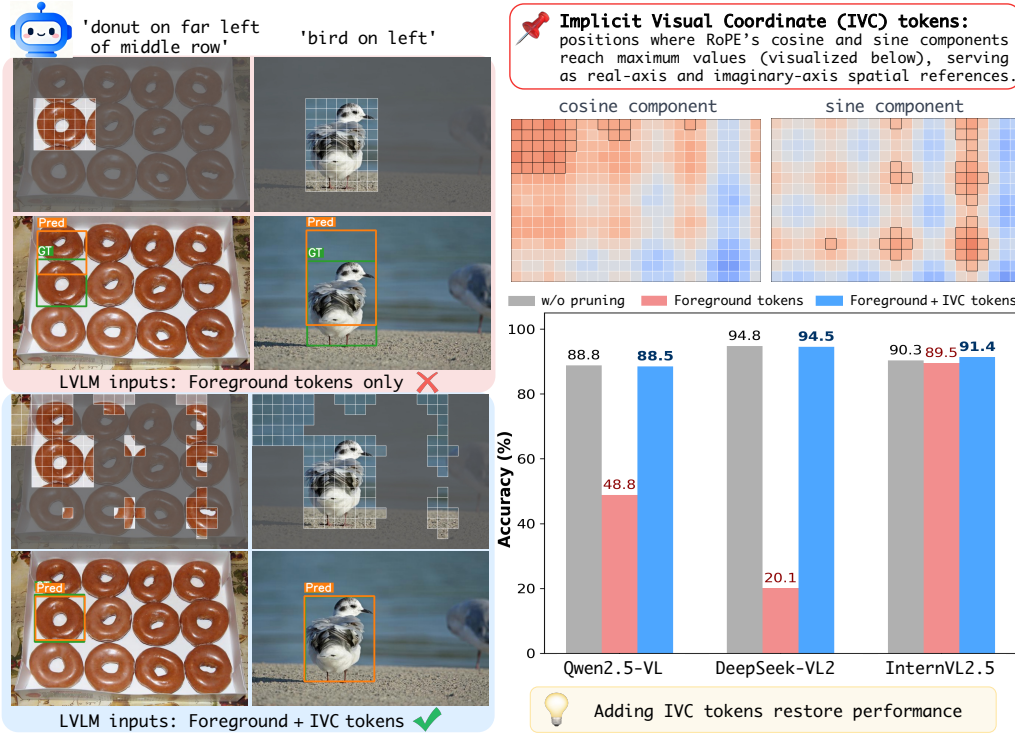 'donut on far left
of middle row'
'bird on left'
Pred
GT
Pred
GT
LVLM inputs: Foreground tokens only
Pred
Pred
LVLM inputs: Foreground + IVC tokens
Implicit Visual Coordinate (IVC) tokens:
positions where RoPE's cosine and sine components
reach maximum values (visualized below), serving
as real-axis and imaginary-axis spatial references.
cosine component
sine component
w/o pruning
Foreground tokens
Foreground + IVC tokens
Accuracy (%)
100
80
60
40
20
0
88.8
48.8
88.5
94.8
20.1
94.5
90.3
89.5
91.4
Qwen2.5-VL
DeepSeek-VL2
InternVL2.5
Adding IVC tokens restore performance